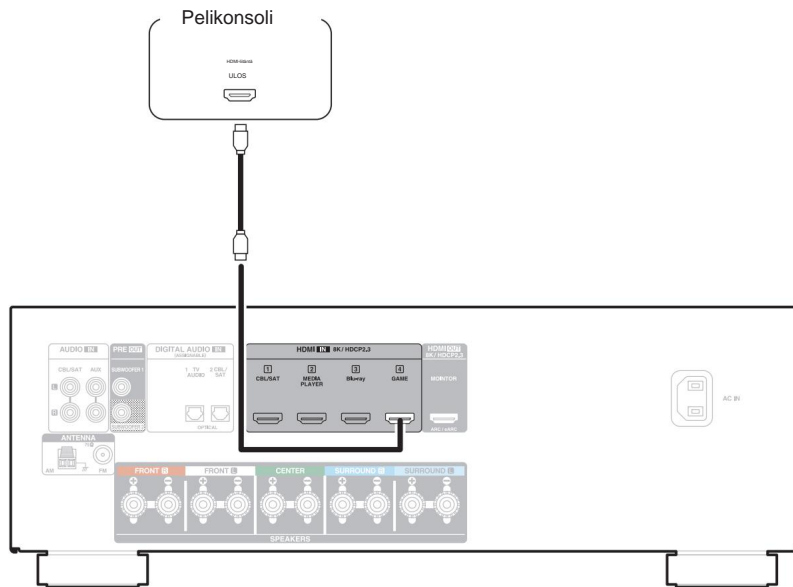 Pelikonsoli
HDMI-liitäntä
ULOS
AUDIO IN
PRE OUT
DIGITAL AUDIO IN
(ASSIGNABLE)
HDMI IN 8K/HDCP2.3
HDMI OUT
8K/HDCP2.3
CBL/SAT AUX
SUBWOOFER 1
1 TV
AUDIO
2 CBL/
SAT
1
CBL/SAT
2
MEDIA
PLAYER
3
Blu-ray
4
GAME
MONITOR
L
R
SUBWOOFER
OPTICAL
ARC / eARC
AC IN
ANTENNA
AM
FM
FRONT R
FRONT L
CENTER
SURROUND R
SURROUND L
SPEAKERS